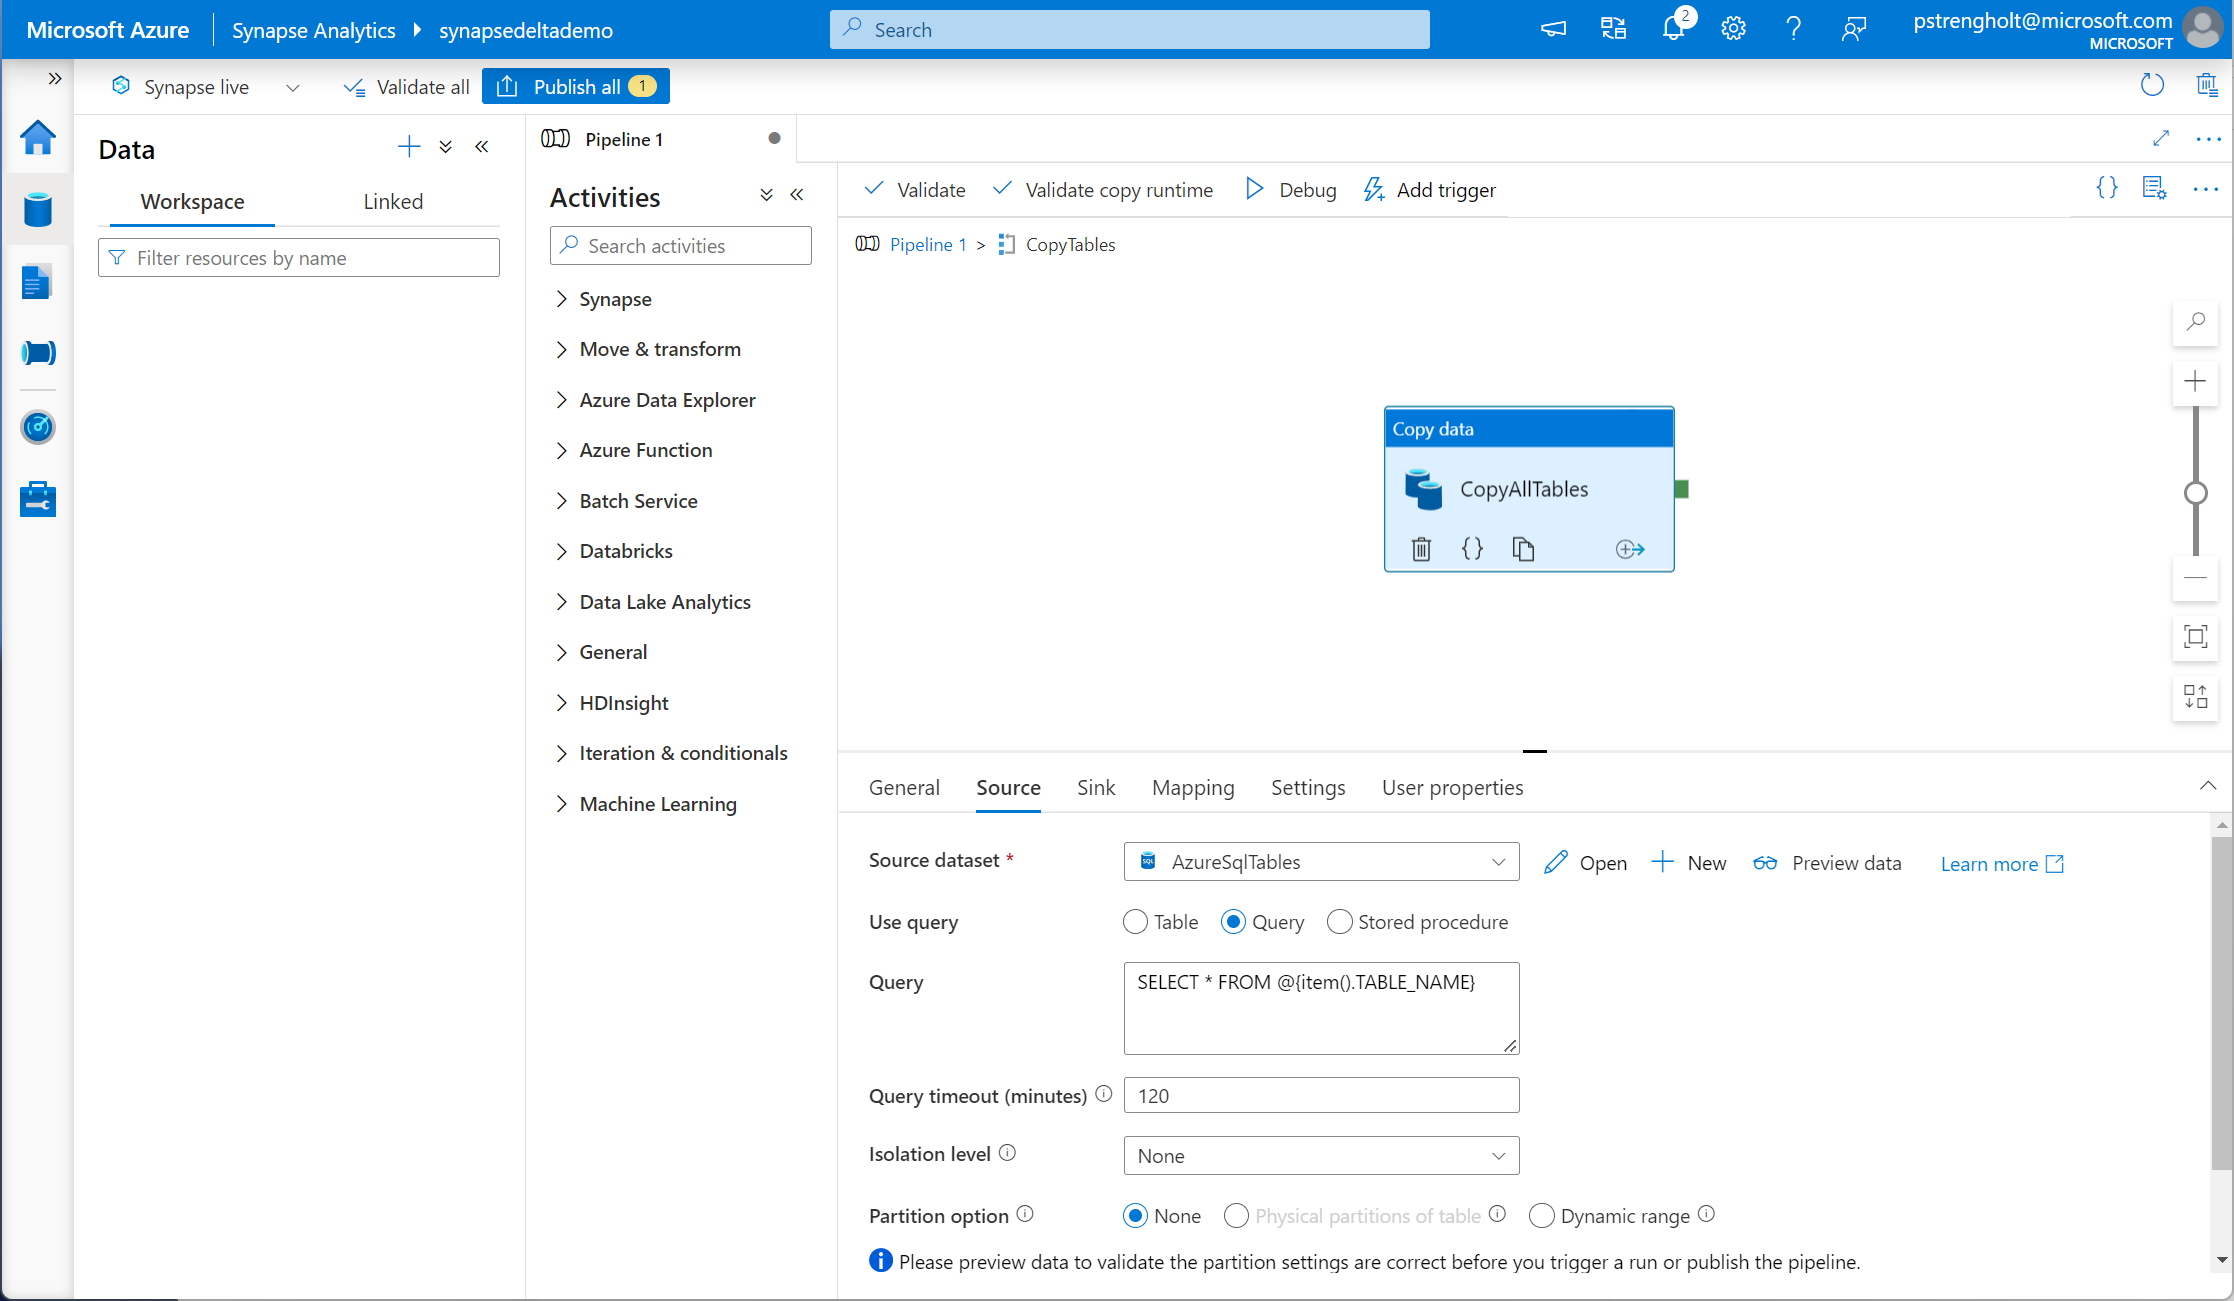 Microsoft Azure
Synapse Analytics
synapsedeltademo
Search
2
pstrengholt@microsoft.com
MICROSOFT
Synapse live
Validate all
Publish all
1
Data
Workspace
Linked
Filter resources by name
Pipeline 1
Activities
Search activities
Synapse
Move & transform
Azure Data Explorer
Azure Function
Batch Service
Databricks
Data Lake Analytics
General
HDInsight
Iteration & conditionals
Machine Learning
Validate
Validate copy runtime
Debug
Add trigger
Pipeline 1 > CopyTables
Copy data
CopyAllTables
General
Source
Sink
Mapping
Settings
User properties
Source dataset *
SQL
AzureSqlTables
Open
New
Preview data
Learn more
Use query
Table
Query
Stored procedure
Query
SELECT * FROM @{item().TABLE_NAME}
Query timeout (minutes)
120
Isolation level
None
Partition option
None
Physical partitions of table
Dynamic range
Please preview data to validate the partition settings are correct before you trigger a run or publish the pipeline.